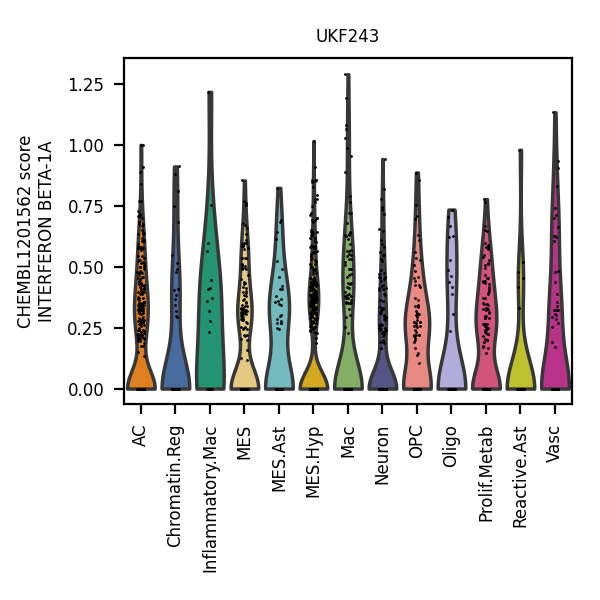 UKF243
CHEMBL1201562 score
INTERFERON BETA-1A
1.25
1.00
0.75
0.50
0.25
0.00
AC
Chromatin.Reg
Inflammatory.Mac
MES
MES.Ast
MES.Hyp
Mac
Neuron
OPC
Oligo
Prolif.Metab
Reactive.Ast
Vasc